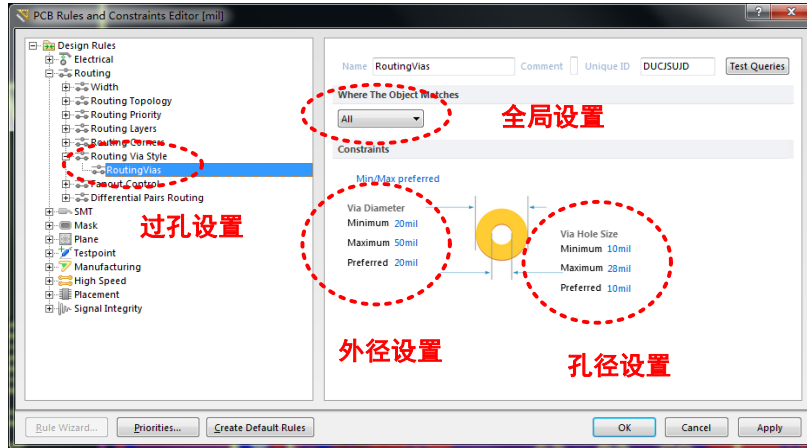 PCB Rules and Constraints Editor [mil]
Design Rules
Electrical
Routing
Width
Routing Topology
Routing Priority
Routing Layers
Routing Corners
Routing Via Style
RoutingVias
Fanout Control
Differential Pairs Routing
SMT
Mask
Plane
Testpoint
Manufacturing
High Speed
Placement
Signal Integrity
过孔设置
Name RoutingVias Comment Unique ID DUCJSUJD Test Queries
Where The Object Matches
All
全局设置
Constraints
Min/Max preferred
Via Diameter
Minimum 20mil
Maximum 50mil
Preferred 20mil
Via Hole Size
Minimum 10mil
Maximum 28mil
Preferred 10mil
外径设置
孔径设置
Rule Wizard... Priorities... Create Default Rules OK Cancel Apply